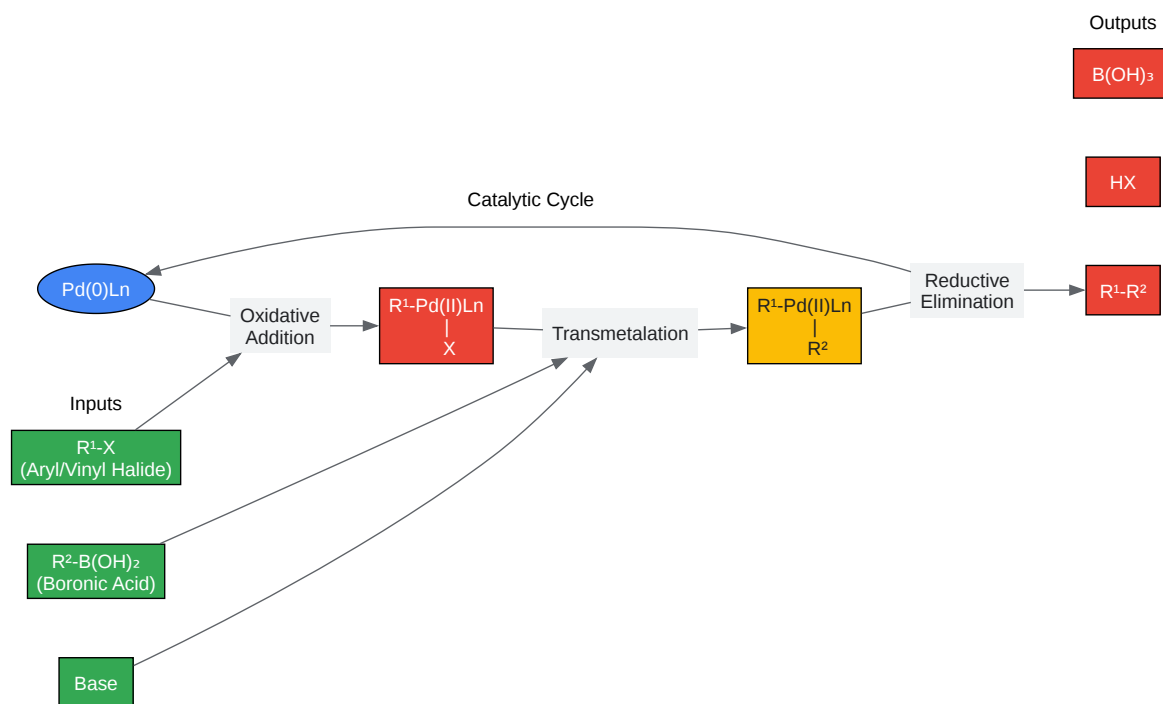 Outputs
B(OH)₃
HX
Catalytic Cycle
Pd(0)Ln
Oxidative
Addition
R¹-Pd(II)Ln
|
X
Transmetalation
R¹-Pd(II)Ln
|
R²
Reductive
Elimination
R¹-R²
Inputs
R¹-X
(Aryl/Vinyl Halide)
R²-B(OH)₂
(Boronic Acid)
Base